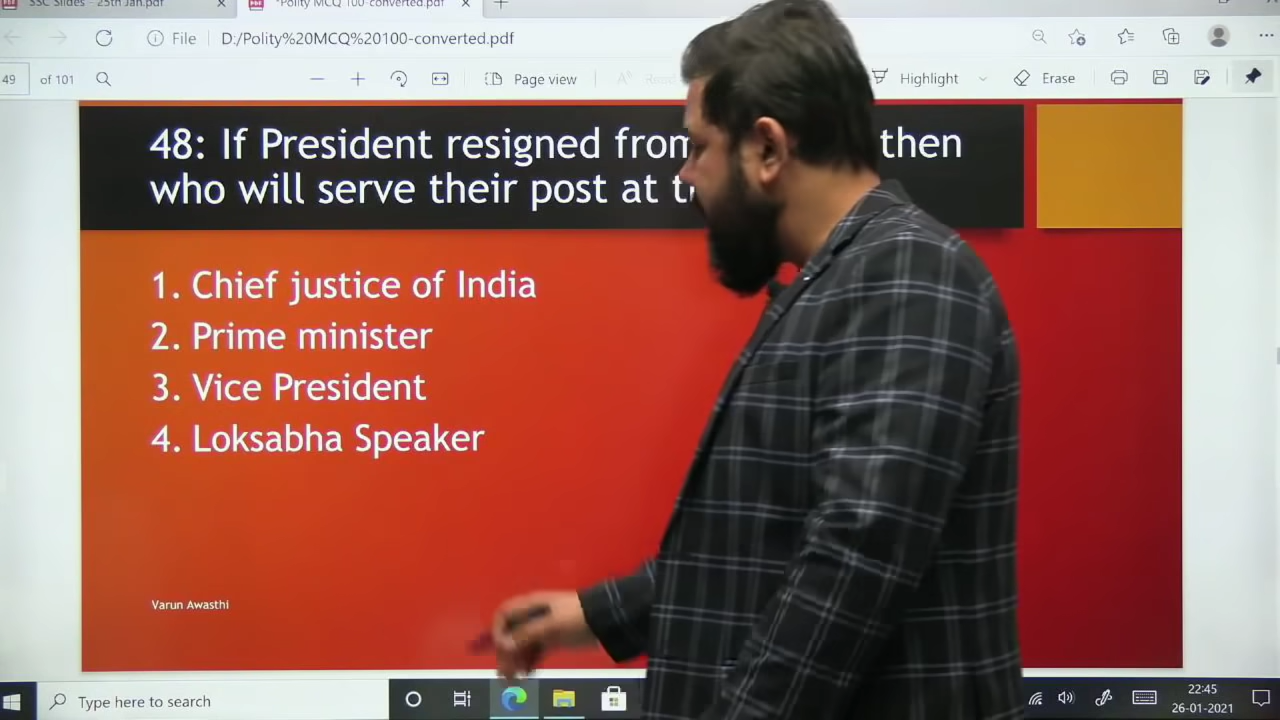 SSC Slides - 25th Jan.pdf
*Polity MCQ 100-converted.pdf
File
D:/Polity%20MCQ%20100-converted.pdf
49 of 101
Page view
Highlight
Erase
48: If President resigned from then
who will serve their post at
1. Chief justice of India
2. Prime minister
3. Vice President
4. Loksabha Speaker
Varun Awasthi
Type here to search
22:45
26-01-2021